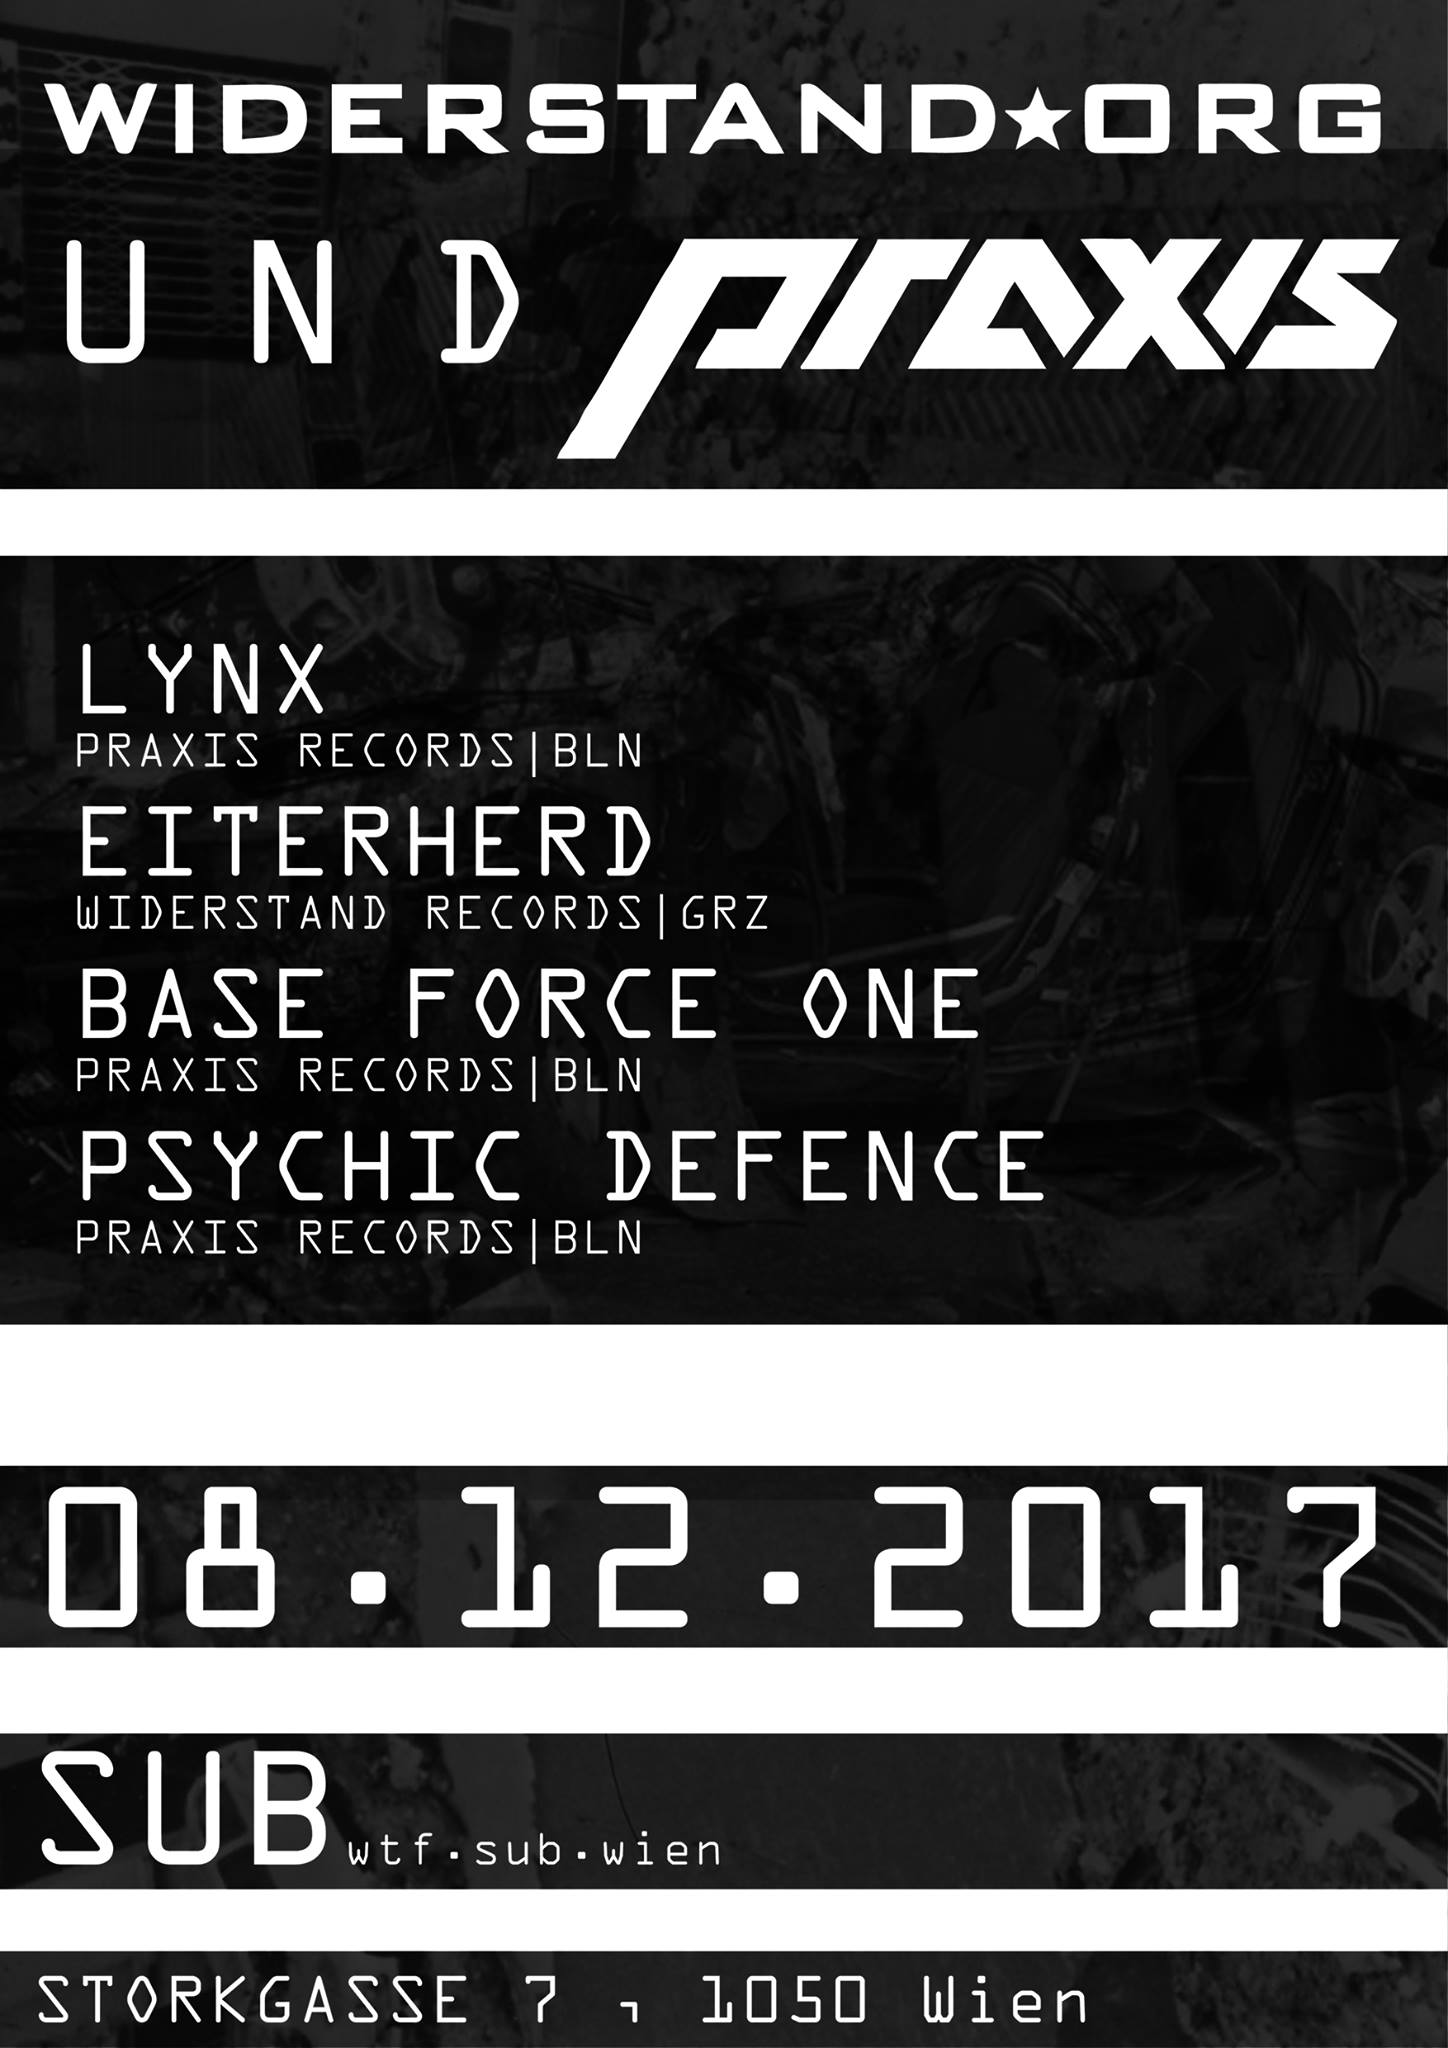 WIDERSTAND★ORG
UND PRAXIS
LYNX
PRAXIS RECORDS|BLN
EITERHERD
WIDERSTAND RECORDS|GRZ
BASE FORCE ONE
PRAXIS RECORDS|BLN
PSYCHIC DEFENCE
PRAXIS RECORDS|BLN
08.12.2017
SUB wtf.sub.wien
STORKGASSE 7 , 1050 Wien